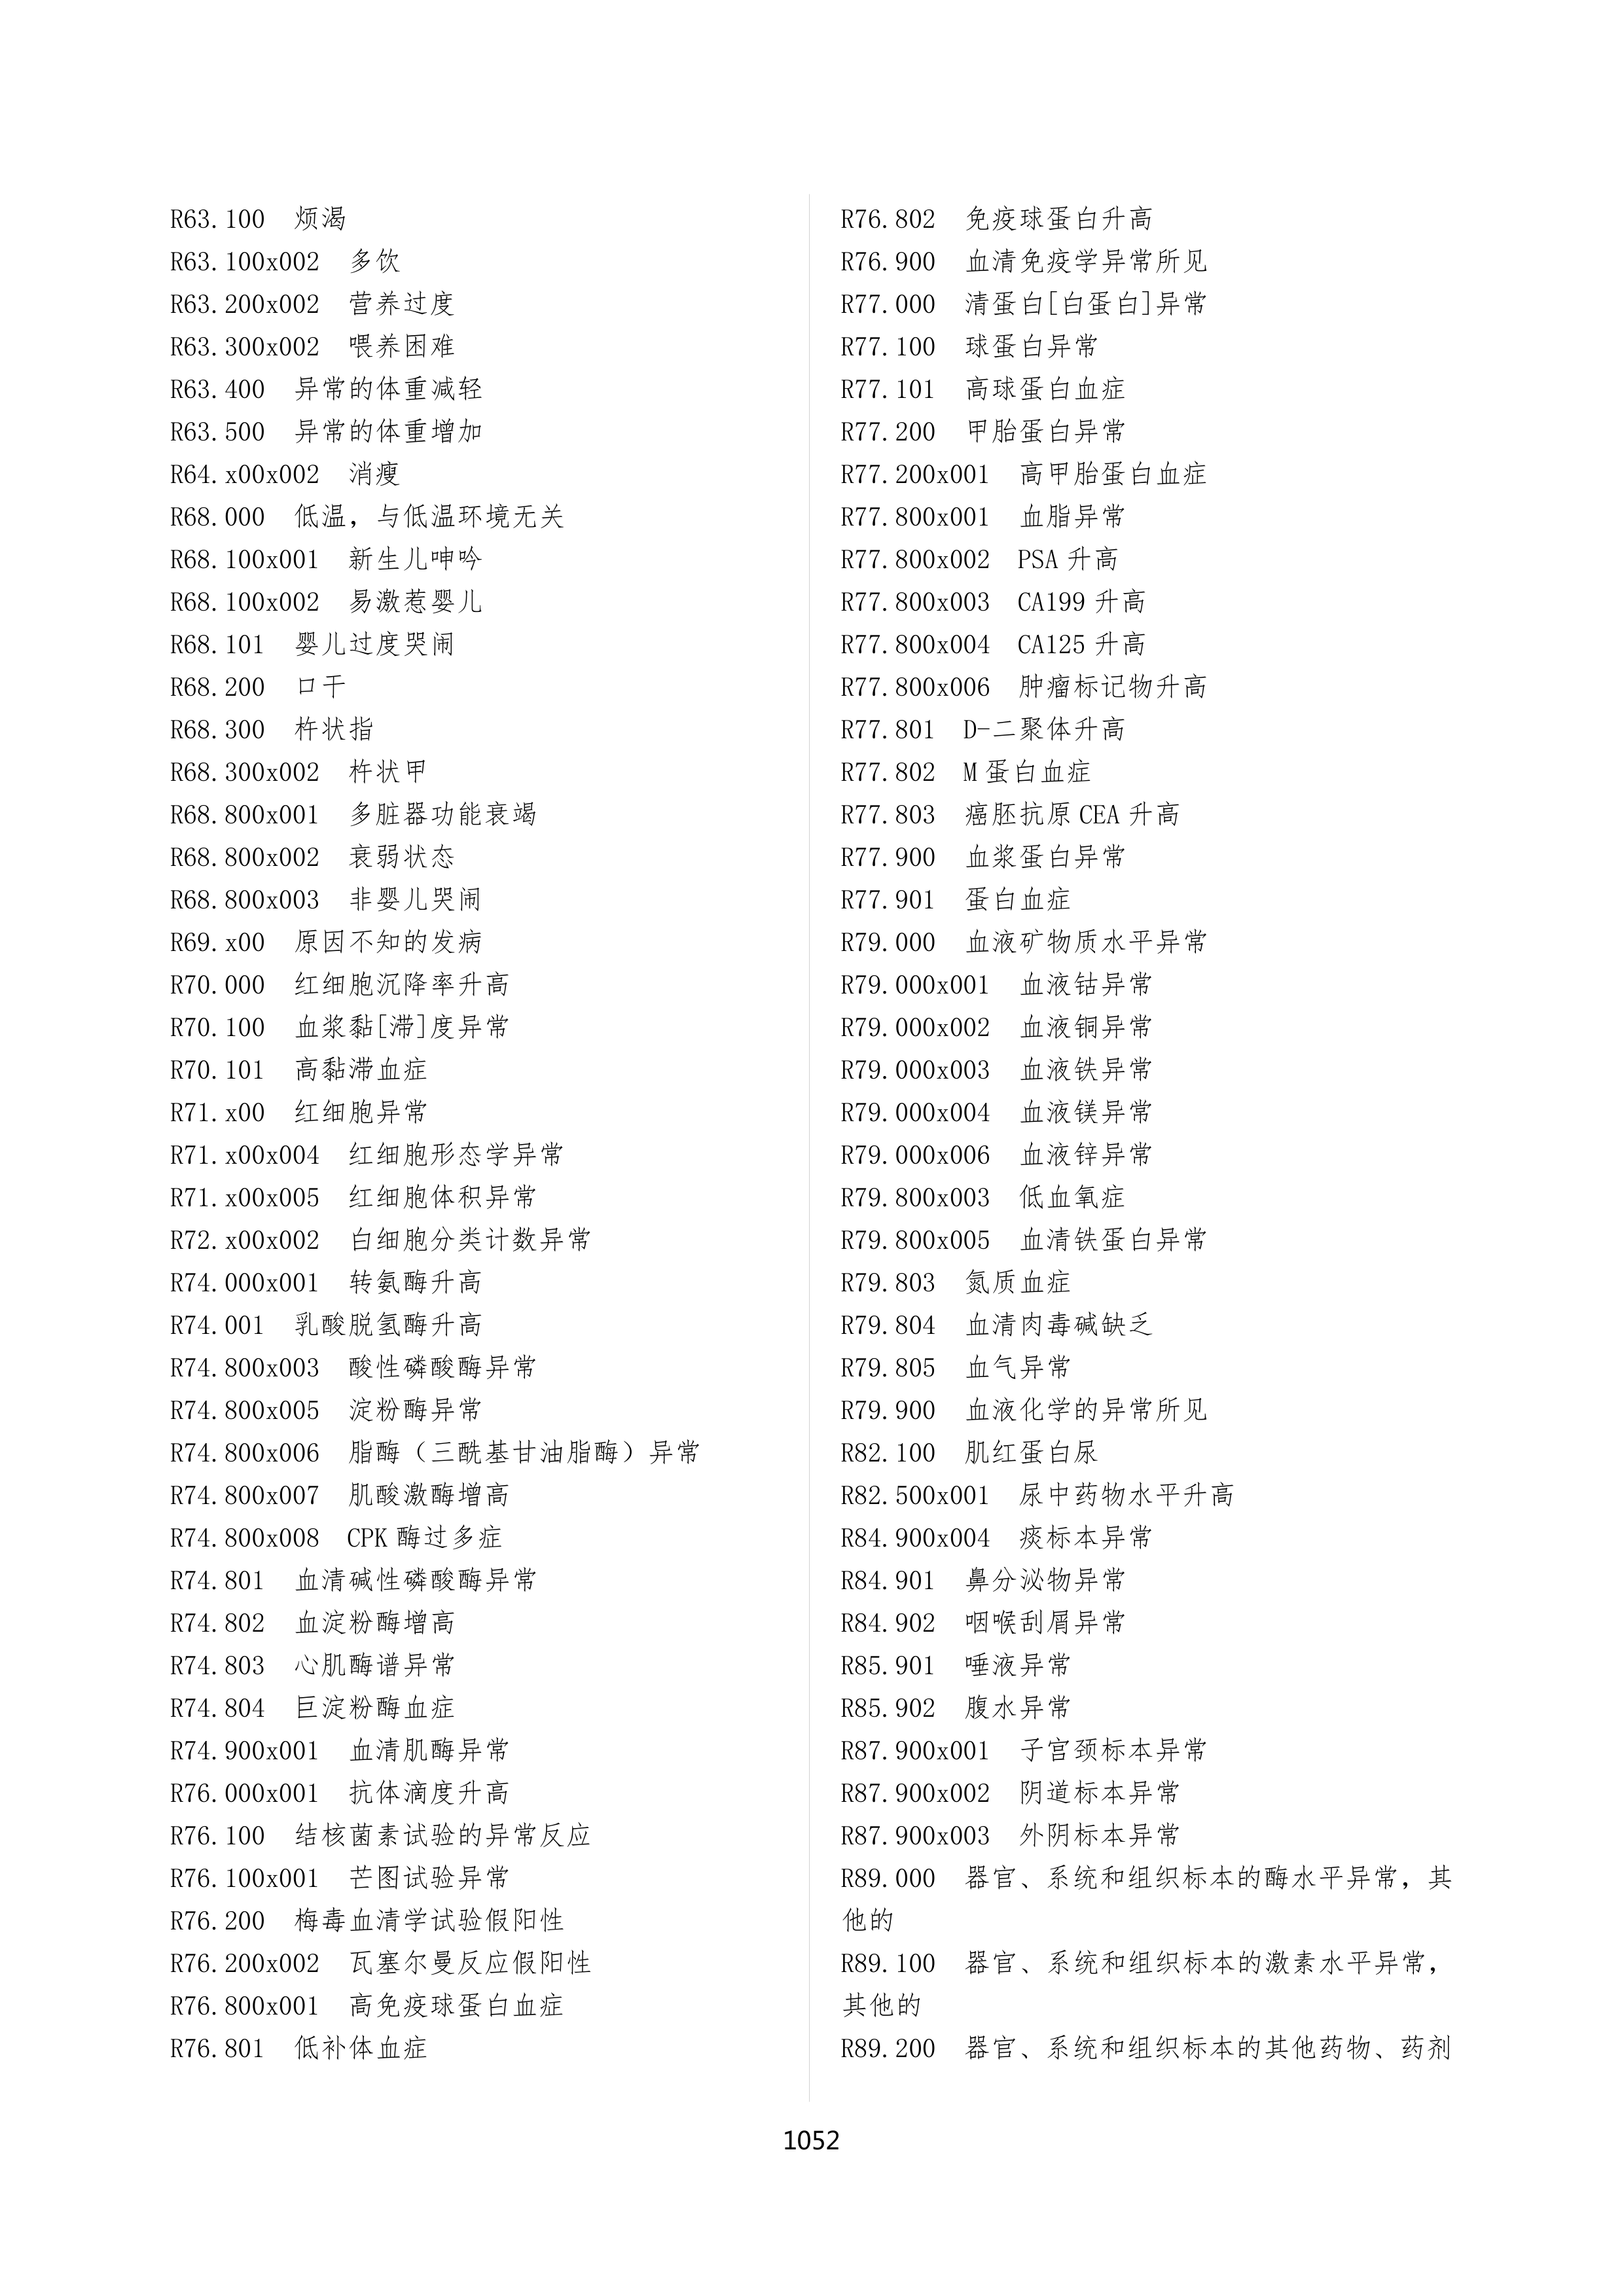 R63.100 烦渴
R63.100x002 多饮
R63.200x002 营养过度
R63.300x002 喂养困难
R63.400 异常的体重减轻
R63.500 异常的体重增加
R64.x00x002 消瘦
R68.000 低温，与低温环境无关
R68.100x001 新生儿呻吟
R68.100x002 易激惹婴儿
R68.101 婴儿过度哭闹
R68.200 口干
R68.300 杵状指
R68.300x002 杵状甲
R68.800x001 多脏器功能衰竭
R68.800x002 衰弱状态
R68.800x003 非婴儿哭闹
R69.x00 原因不知的发病
R70.000 红细胞沉降率升高
R70.100 血浆黏[滞]度异常
R70.101 高黏滞血症
R71.x00 红细胞异常
R71.x00x004 红细胞形态学异常
R71.x00x005 红细胞体积异常
R72.x00x002 白细胞分类计数异常
R74.000x001 转氨酶升高
R74.001 乳酸脱氢酶升高
R74.800x003 酸性磷酸酶异常
R74.800x005 淀粉酶异常
R74.800x006 脂酶（三酰基甘油脂酶）异常
R74.800x007 肌酸激酶增高
R74.800x008 CPK 酶过多症
R74.801 血清碱性磷酸酶异常
R74.802 血淀粉酶增高
R74.803 心肌酶谱异常
R74.804 巨淀粉酶血症
R74.900x001 血清肌酶异常
R76.000x001 抗体滴度升高
R76.100 结核菌素试验的异常反应
R76.100x001 芒图试验异常
R76.200 梅毒血清学试验假阳性
R76.200x002 瓦塞尔曼反应假阳性
R76.800x001 高免疫球蛋白血症
R76.801 低补体血症
R76.802 免疫球蛋白升高
R76.900 血清免疫学异常所见
R77.000 清蛋白[白蛋白]异常
R77.100 球蛋白异常
R77.101 高球蛋白血症
R77.200 甲胎蛋白异常
R77.200x001 高甲胎蛋白血症
R77.800x001 血脂异常
R77.800x002 PSA 升高
R77.800x003 CA199 升高
R77.800x004 CA125 升高
R77.800x006 肿瘤标记物升高
R77.801 D-二聚体升高
R77.802 M 蛋白血症
R77.803 癌胚抗原 CEA 升高
R77.900 血浆蛋白异常
R77.901 蛋白血症
R79.000 血液矿物质水平异常
R79.000x001 血液钴异常
R79.000x002 血液铜异常
R79.000x003 血液铁异常
R79.000x004 血液镁异常
R79.000x006 血液锌异常
R79.800x003 低血氧症
R79.800x005 血清铁蛋白异常
R79.803 氮质血症
R79.804 血清肉毒碱缺乏
R79.805 血气异常
R79.900 血液化学的异常所见
R82.100 肌红蛋白尿
R82.500x001 尿中药物水平升高
R84.900x004 痰标本异常
R84.901 鼻分泌物异常
R84.902 咽喉刮屑异常
R85.901 唾液异常
R85.902 腹水异常
R87.900x001 子宫颈标本异常
R87.900x002 阴道标本异常
R87.900x003 外阴标本异常
R89.000 器官、系统和组织标本的酶水平异常，其
他的
R89.100 器官、系统和组织标本的激素水平异常，
其他的
R89.200 器官、系统和组织标本的其他药物、药剂
1052